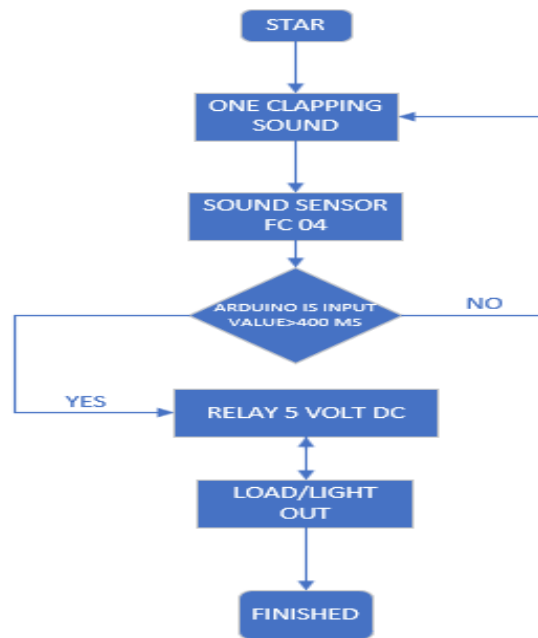 STAR
ONE CLAPPING
SOUND
SOUND SENSOR
FC 04
ARDUINO IS INPUT
VALUE>400 MS
NO
YES
RELAY 5 VOLT DC
LOAD/LIGHT
OUT
FINISHED